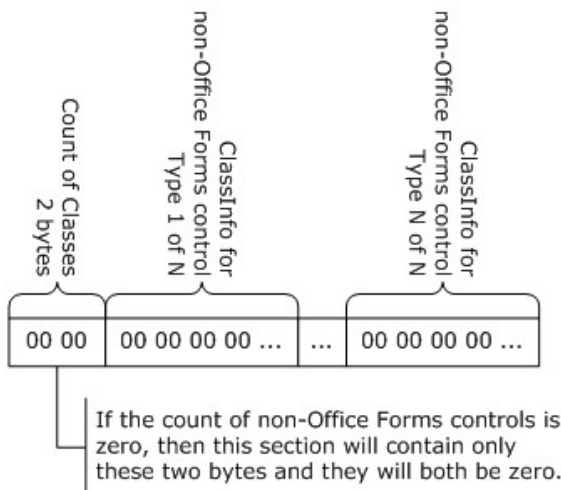 Count of Classes
2 bytes
ClassInfo for
non-Office Forms control
Type 1 of N
ClassInfo for
non-Office Forms control
Type N of N
00 00
00 00 00 00 ...
...
00 00 00 00 ...
If the count of non-Office Forms controls is
zero, then this section will contain only
these two bytes and they will both be zero.